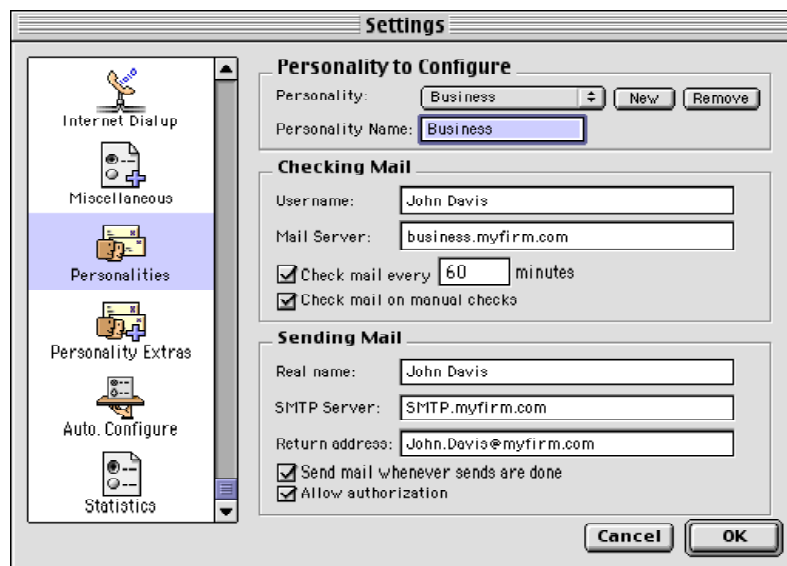 Settings
Internet Dialup
Miscellaneous
Personalities
Personality Extras
Auto. Configure
Statistics
Personality to Configure
Personality: Business New Remove
Personality Name: Business
Checking Mail
Username: John Davis
Mail Server: business.myfirm.com
Check mail every 60 minutes
Check mail on manual checks
Sending Mail
Real name: John Davis
SMTP Server: SMTP.myfirm.com
Return address: John.Davis@myfirm.com
Send mail whenever sends are done
Allow authorization
Cancel OK